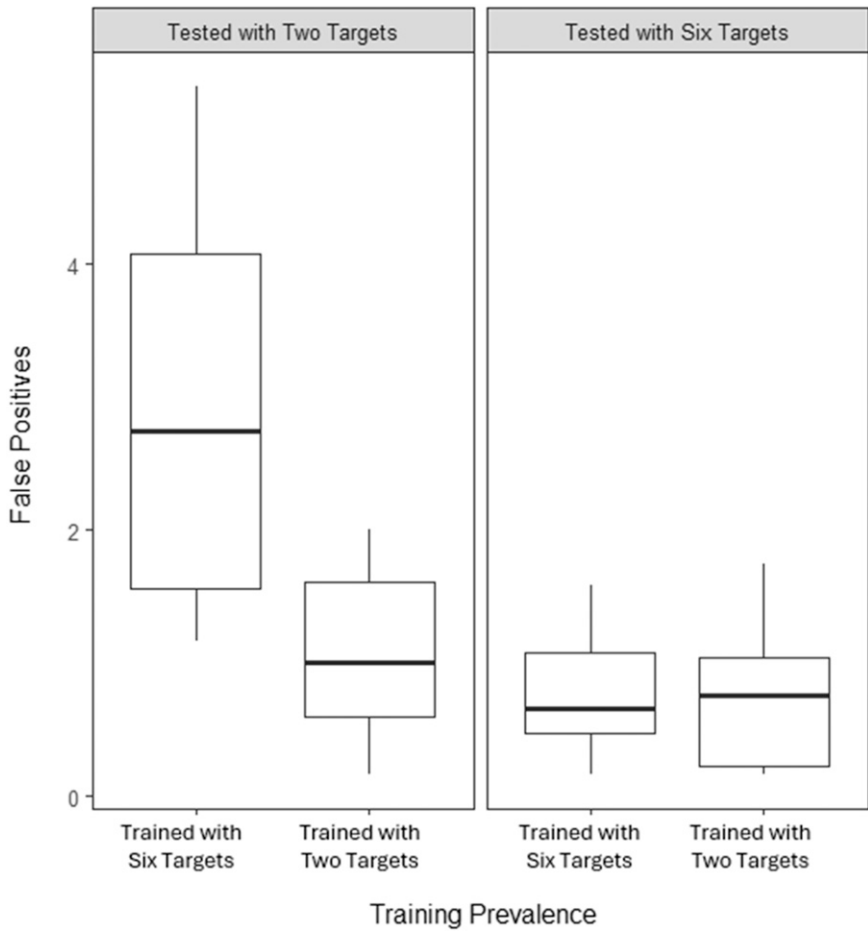 Tested with Two Targets
Tested with Six Targets
False Positives
4
2
0
Trained with
Six Targets
Trained with
Two Targets
Trained with
Six Targets
Trained with
Two Targets
Training Prevalence